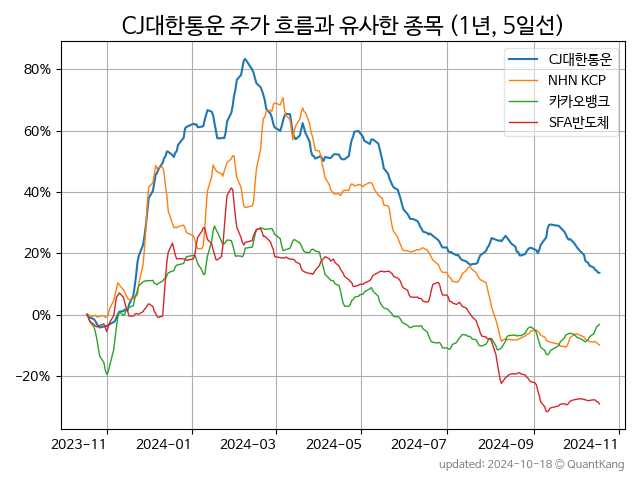 CJ대한통운 주가 흐름과 유사한 종목 (1년, 5일선)
CJ대한통운
NHN KCP
카카오뱅크
SFA반도체
80%
60%
40%
20%
0%
−20%
2023-11
2024-01
2024-03
2024-05
2024-07
2024-09
2024-11
updated: 2024-10-18 © QuantKang